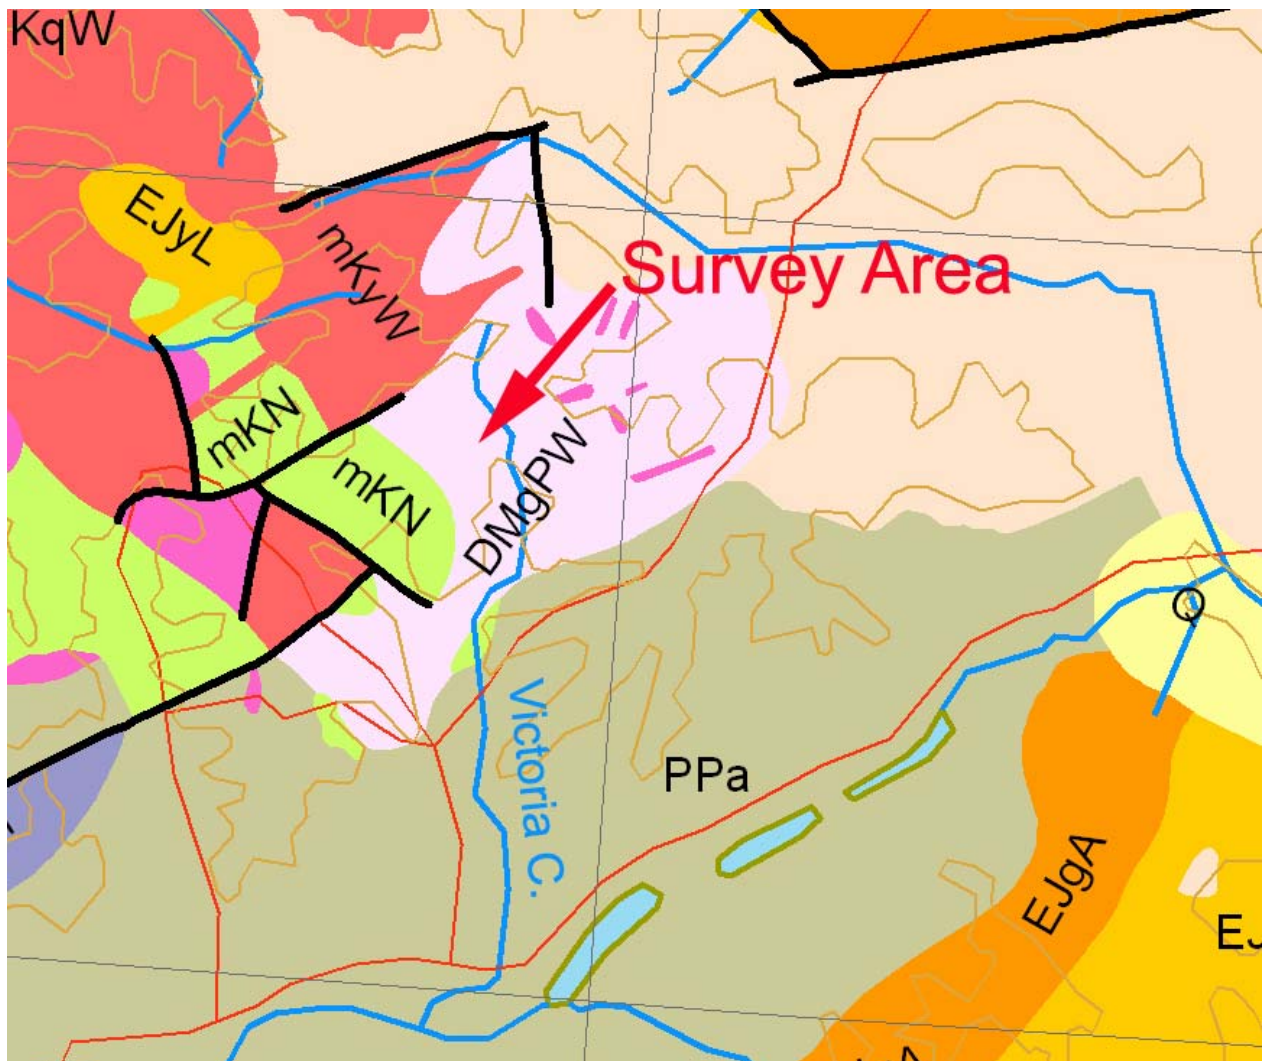 KqW
EJyL
mKyW
Survey Area
mKN
mKN
DMgPW
Q
Victoria C.
PPa
EJgA
EJ